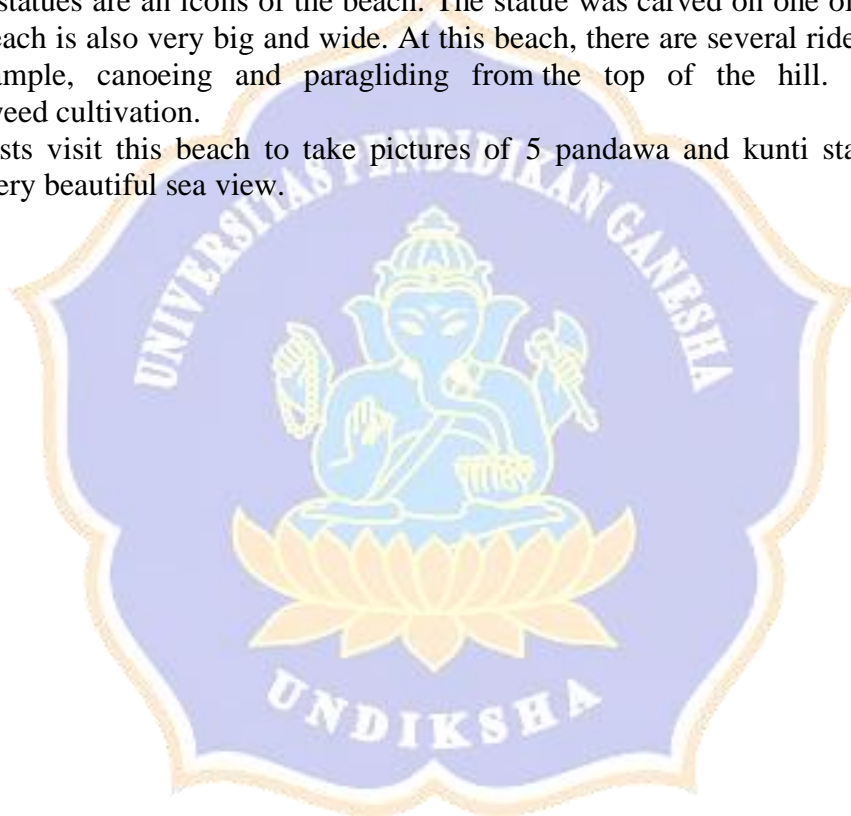 statues are an icons of the beach. The statue was carved on one of
each is also very big and wide. At this beach, there are several ride
mple, canoeing and paragliding from the top of the hill.
eed cultivation.
sts visit this beach to take pictures of 5 pandawa and kunti sta
ery beautiful sea view.
UNIVERSITAS PENDIDIKAN GANESHA
UNDIKSHA